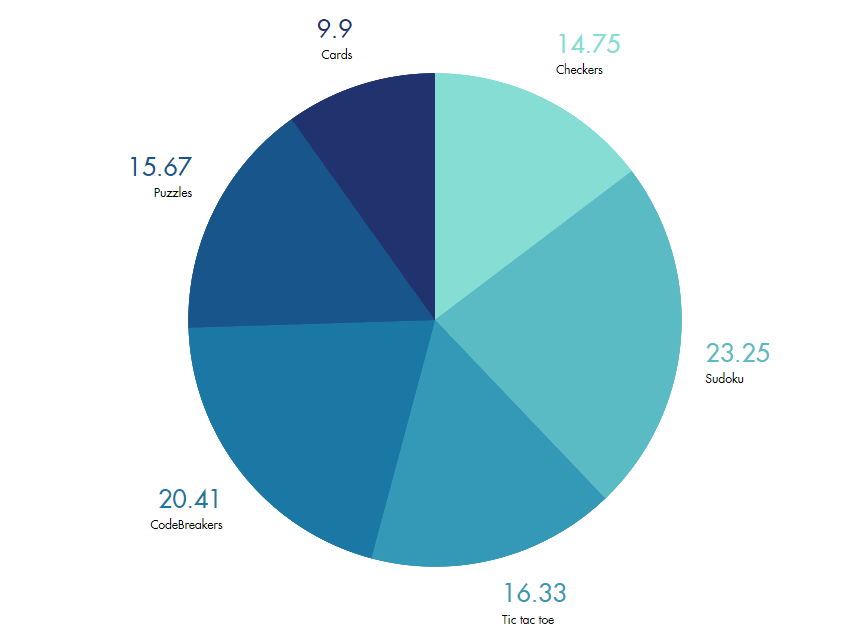 9.9
Cards
14.75
Checkers
15.67
Puzzles
23.25
Sudoku
20.41
CodeBreakers
16.33
Tic tac toe